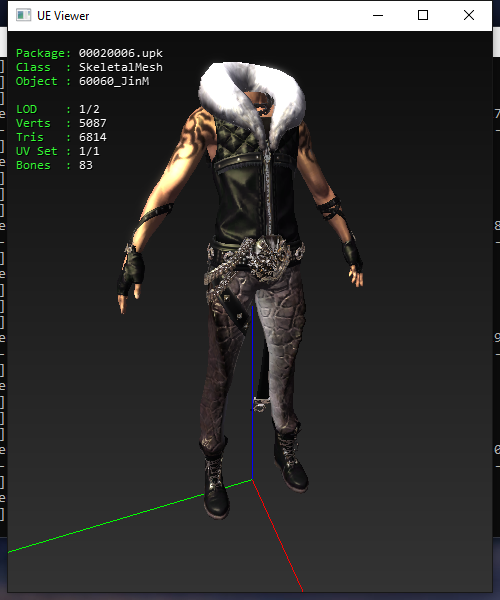 UE Viewer
Package: 00020006.upk
Class : SkeletalMesh
Object : 60060_JinM
LOD : 1/2
Verts : 5087
Tris : 6814
UV Set : 1/1
Bones : 83